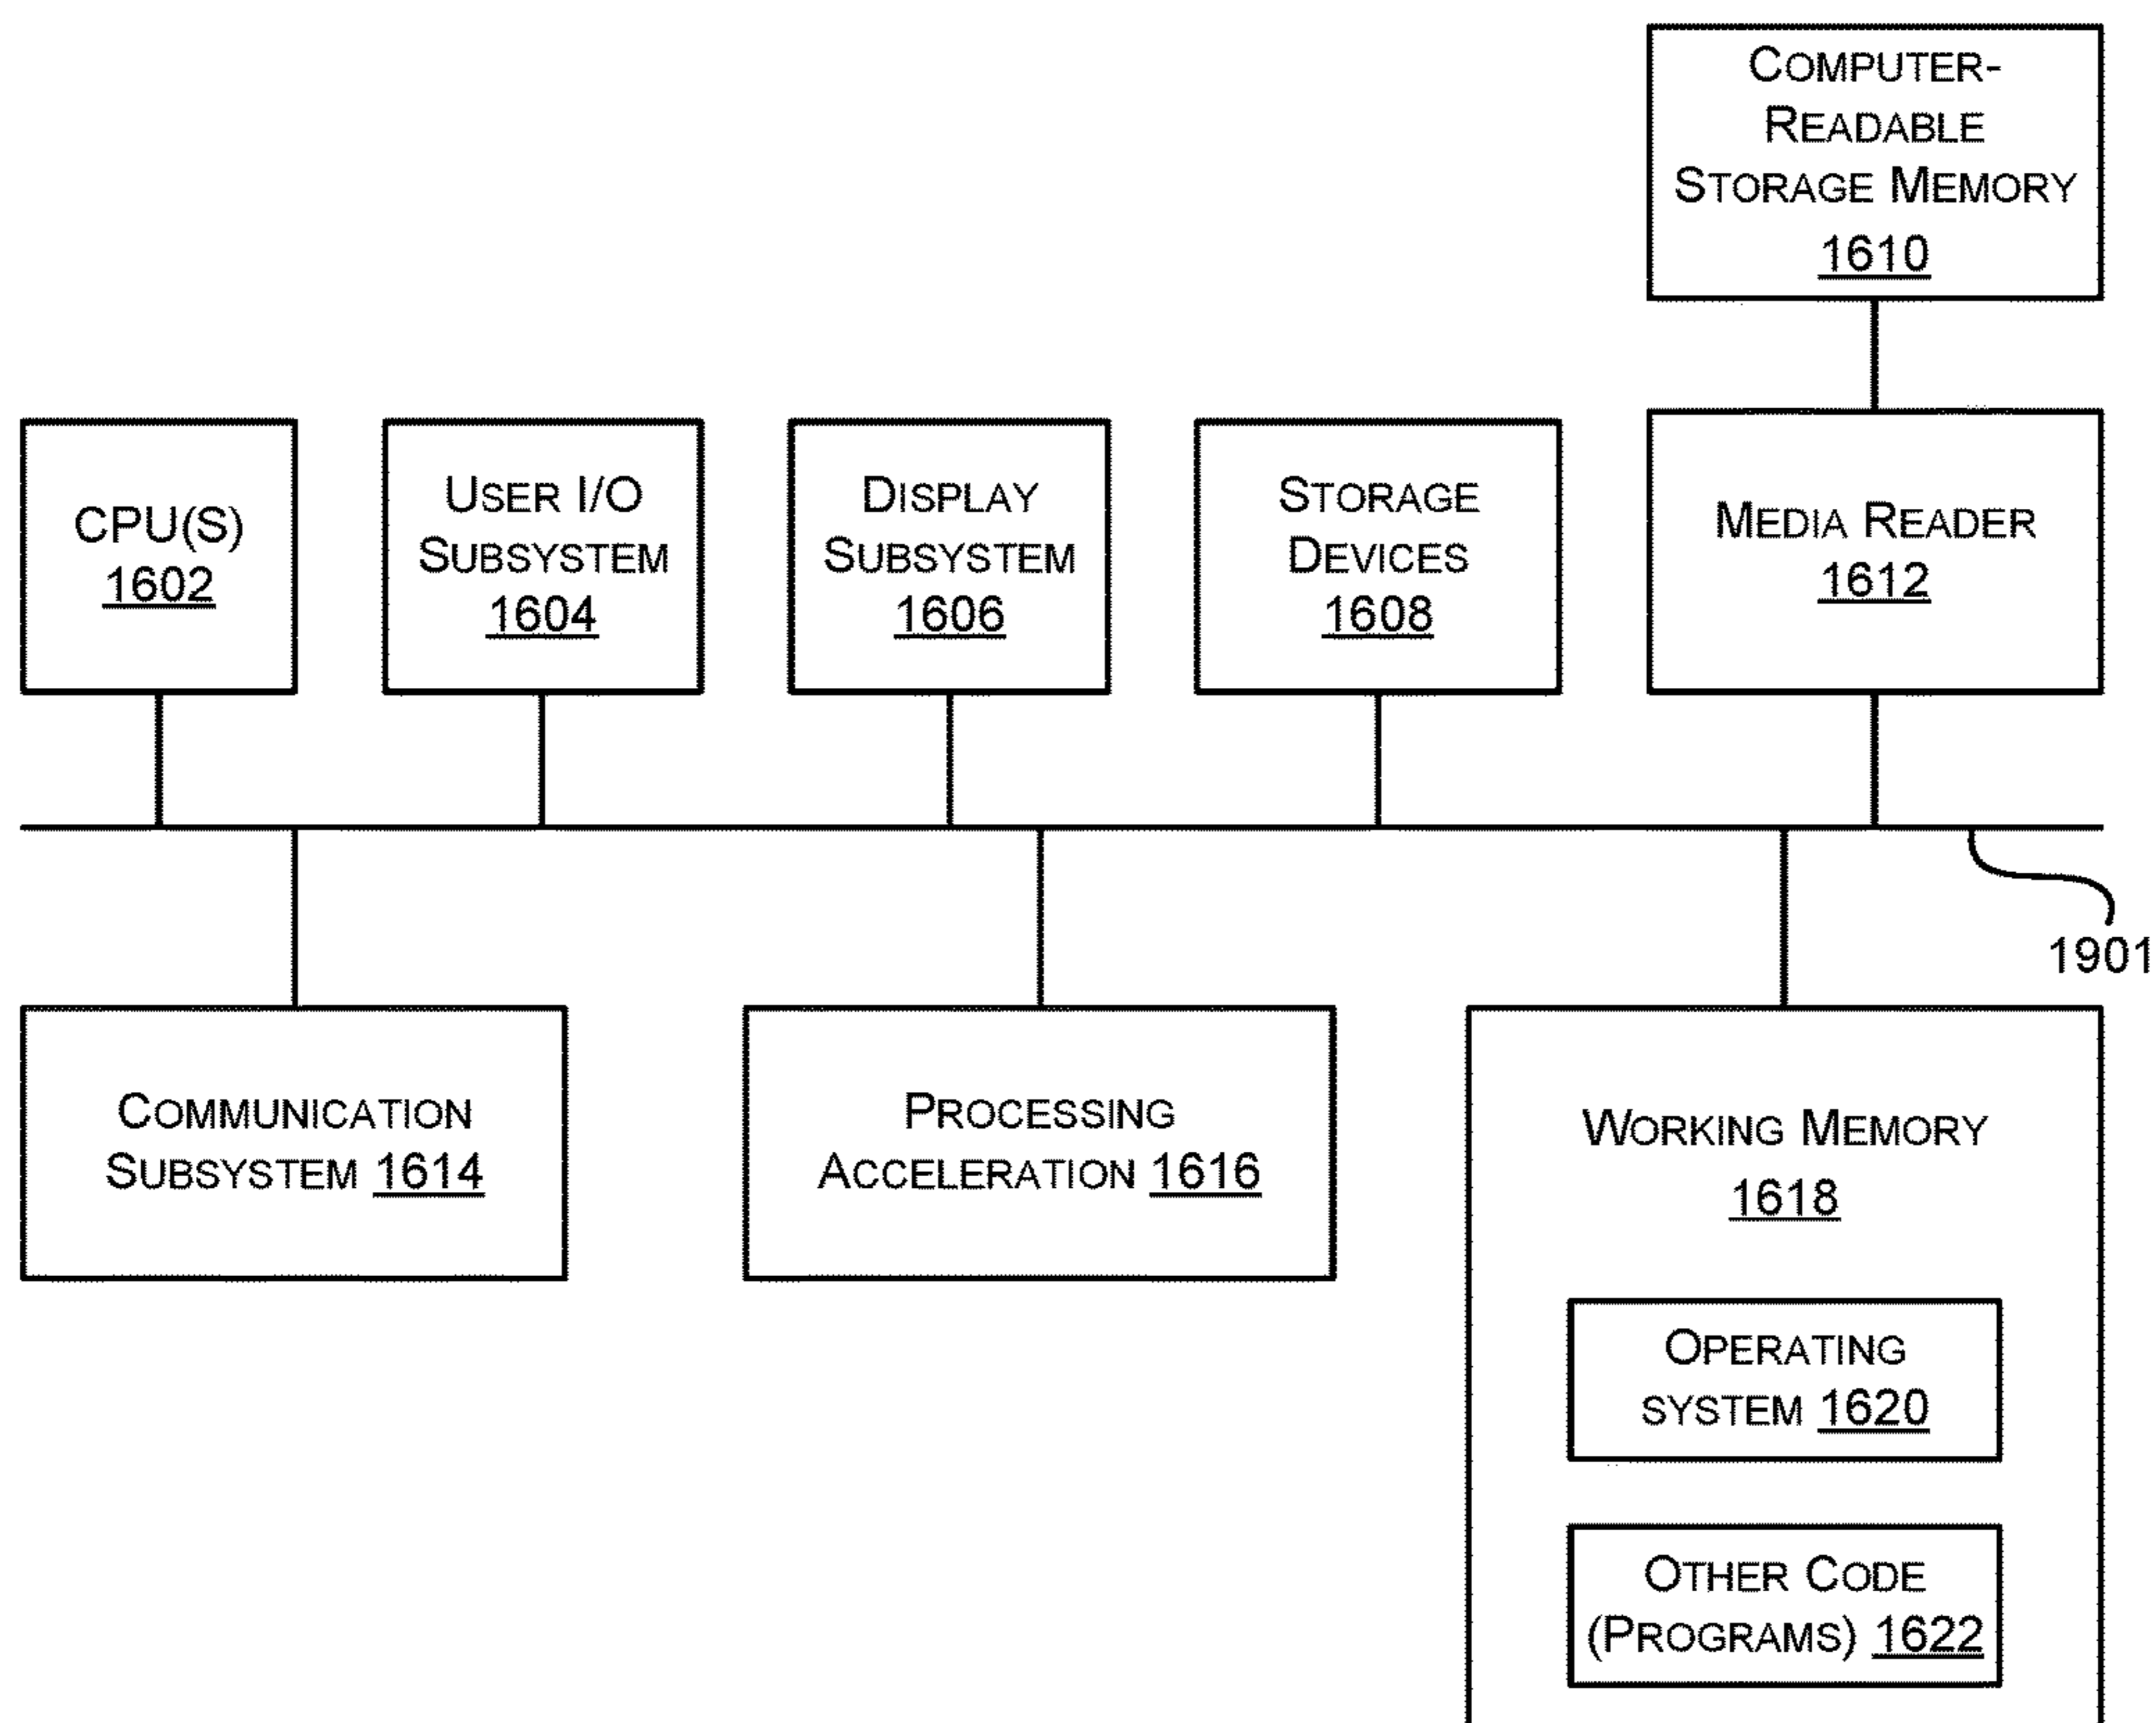 COMPUTER-
READABLE
STORAGE MEMORY
1610
CPU(S)
1602
USER I/O
SUBSYSTEM
1604
DISPLAY
SUBSYSTEM
1606
STORAGE
DEVICES
1608
MEDIA READER
1612
1901
COMMUNICATION
SUBSYSTEM 1614
PROCESSING
ACCELERATION 1616
WORKING MEMORY
1618
OPERATING
SYSTEM 1620
OTHER CODE
(PROGRAMS) 1622